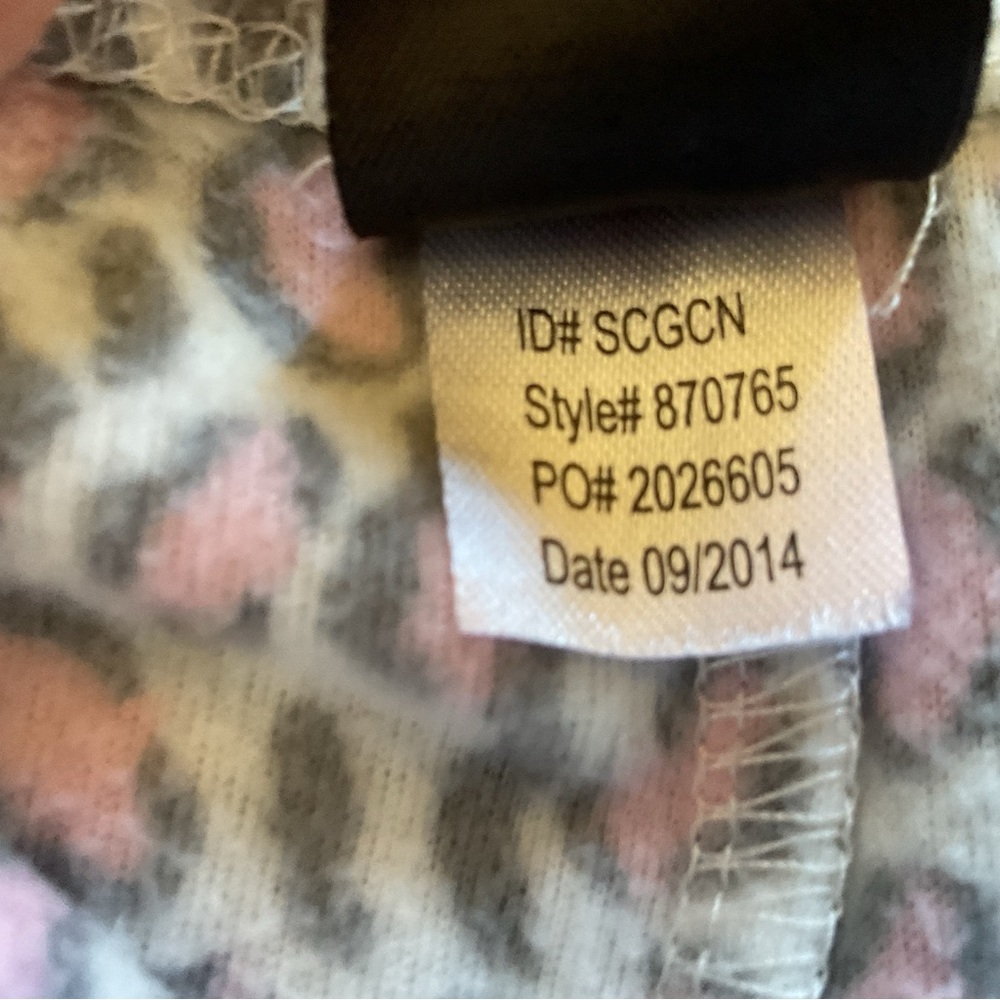 ID# SCGCN
Style# 870765
PO# 2026605
Date 09/2014